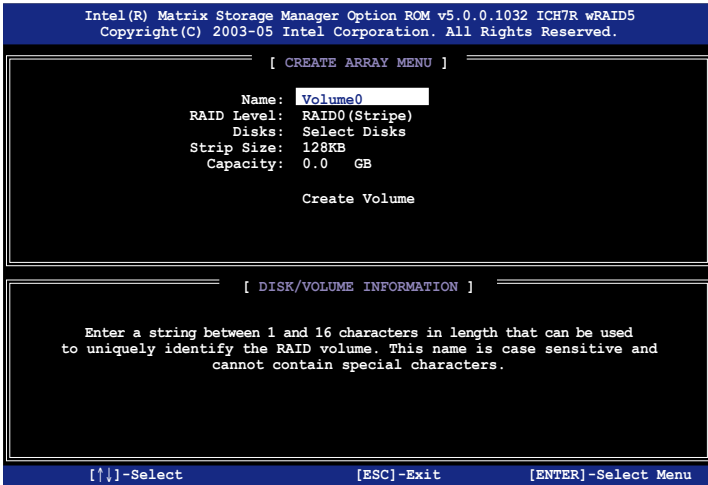 Intel(R) Matrix Storage Manager Option ROM v5.0.0.1032 ICH7R wRAID5
Copyright(C) 2003-05 Intel Corporation. All Rights Reserved.
[ CREATE ARRAY MENU ]
Name: Volume0
RAID Level: RAID0(Stripe)
Disks: Select Disks
Strip Size: 128KB
Capacity: 0.0 GB
Create Volume
[ DISK/VOLUME INFORMATION ]
Enter a string between 1 and 16 characters in length that can be used
to uniquely identify the RAID volume. This name is case sensitive and
cannot contain special characters.
[↑↓]-Select [ESC]-Exit [ENTER]-Select Menu